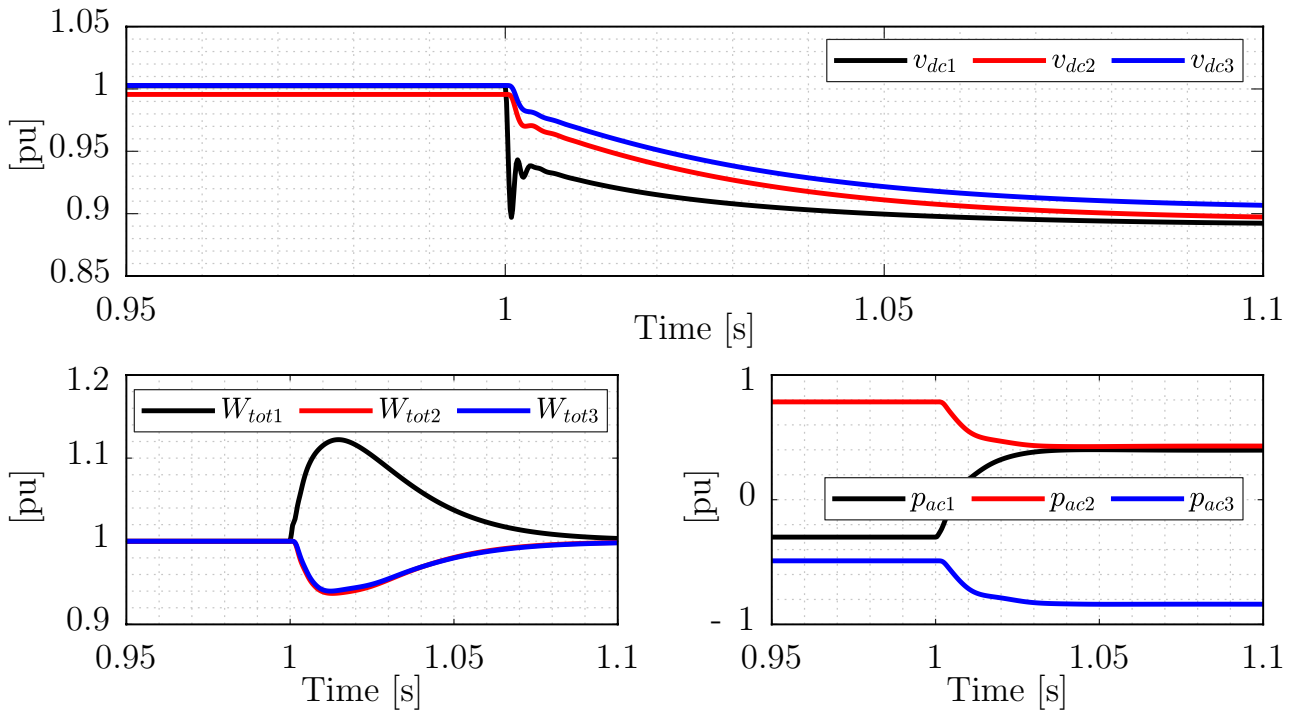 1.05
1
0.95
0.9
0.85
[pu]
v_dc1 v_dc2 v_dc3
0.95 1 1.05 1.1
Time [s]
1.2
1.1
1
0.9
[pu]
W_tot1 W_tot2 W_tot3
0.95 1 1.05 1.1
Time [s]
1
0
- 1
[pu]
p_ac1 p_ac2 p_ac3
0.95 1 1.05 1.1
Time [s]